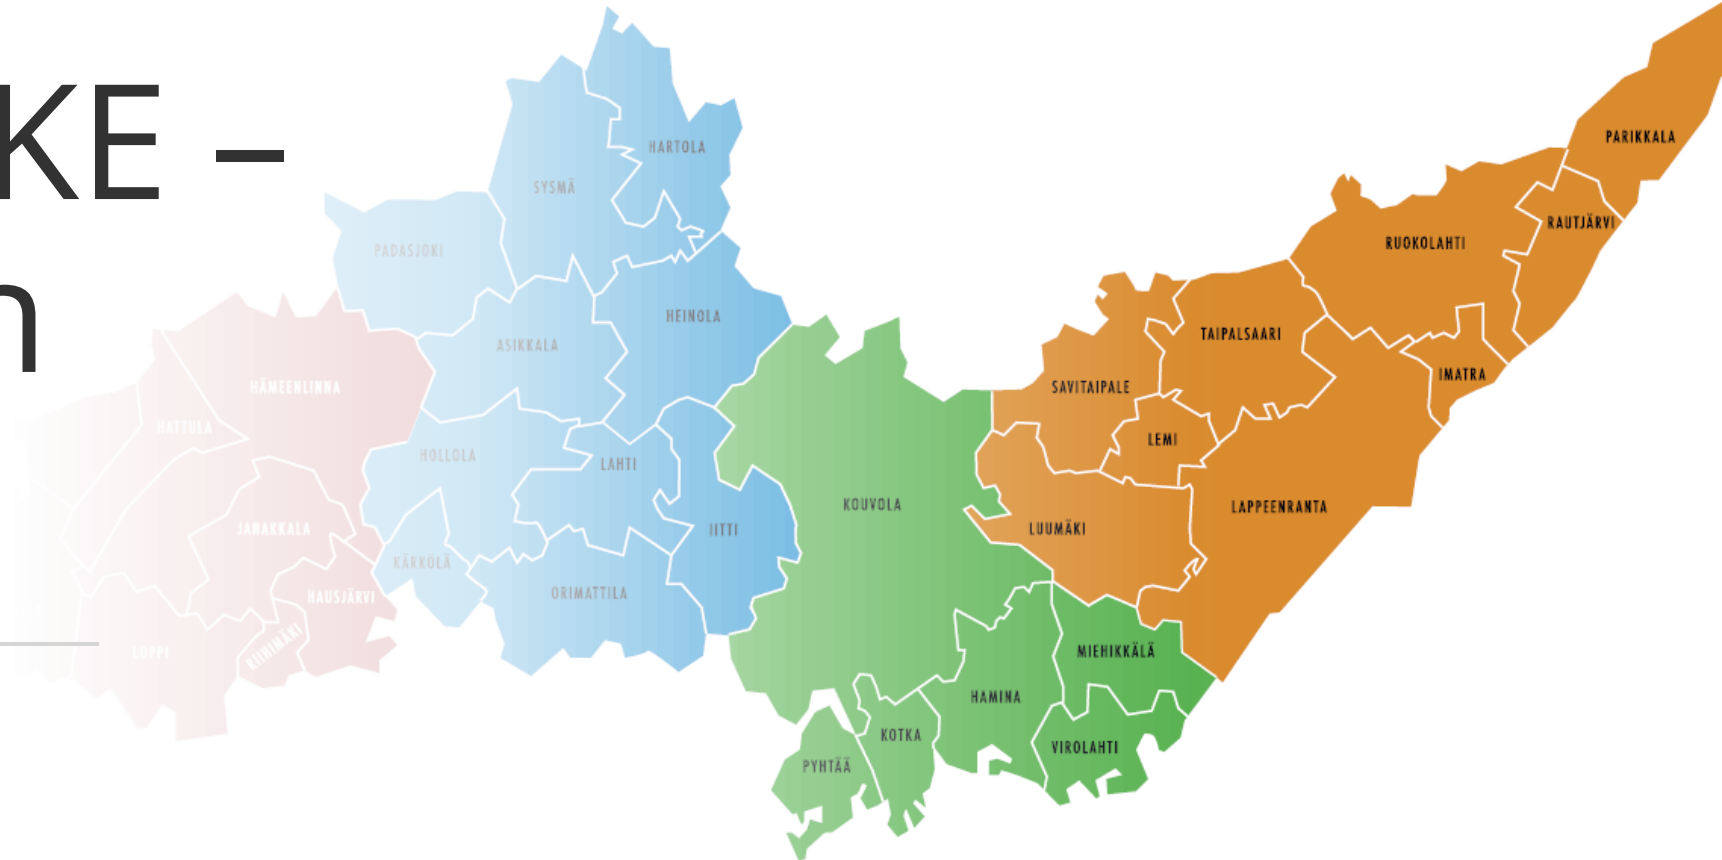 KE –
n
HARTOLA
SYSMÄ
PADASJOKI
HEINOLA
ASIKKALA
HÄMEENLINNA
HATTULA
HOLLOLA
LAHTI
JANAKKALA
KÄRKÖLÄ
IITTI
ORIMATTILA
HAUSJÄRVI
RIIHIMÄKI
LOPPI
KOUVOLA
PARIKKALA
RAUTJÄRVI
RUOKOLAHTI
TAIPALSAARI
IMATRA
SAVITAIPALE
LEMI
LAPPEENRANTA
LUUMÄKI
MIEHIKKÄLÄ
HAMINA
VIROLAHTI
KOTKA
PYHTÄÄ